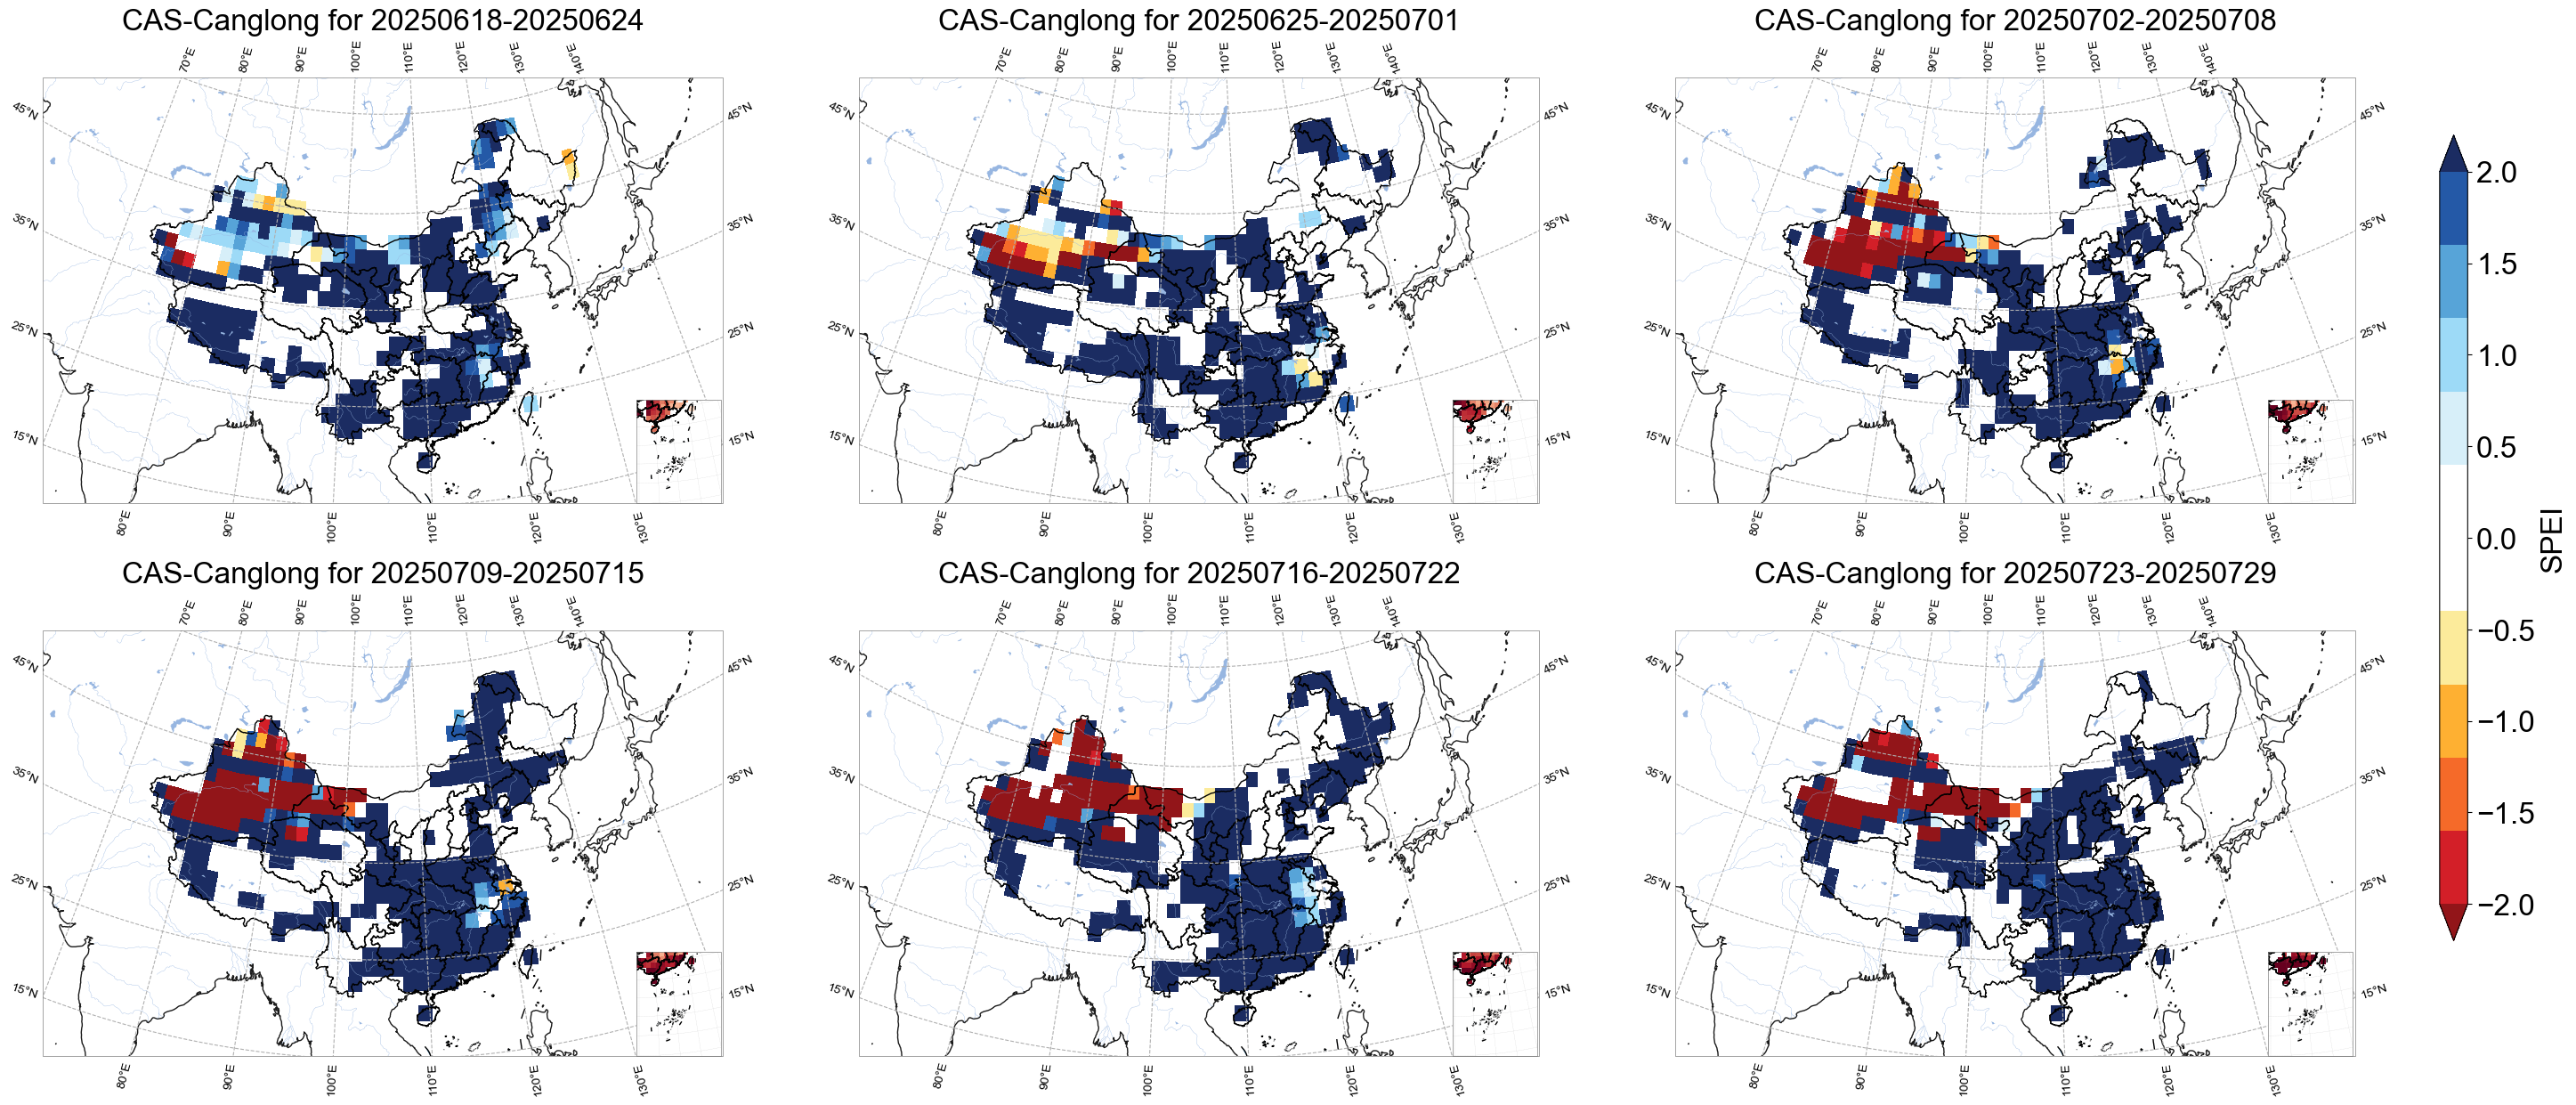 CAS-Canglong for 20250618-20250624
70°E 80°E 90°E 100°E 110°E 120°E 130°E 140°E
45°N 45°N
35°N 35°N
25°N 25°N
15°N 15°N
80°E 90°E 100°E 110°E 120°E 130°E
CAS-Canglong for 20250625-20250701
70°E 80°E 90°E 100°E 110°E 120°E 130°E 140°E
45°N 45°N
35°N 35°N
25°N 25°N
15°N 15°N
80°E 90°E 100°E 110°E 120°E 130°E
CAS-Canglong for 20250702-20250708
70°E 80°E 90°E 100°E 110°E 120°E 130°E 140°E
45°N 45°N
35°N 35°N
25°N 25°N
15°N 15°N
80°E 90°E 100°E 110°E 120°E 130°E
CAS-Canglong for 20250709-20250715
70°E 80°E 90°E 100°E 110°E 120°E 130°E 140°E
45°N 45°N
35°N 35°N
25°N 25°N
15°N 15°N
80°E 90°E 100°E 110°E 120°E 130°E
CAS-Canglong for 20250716-20250722
70°E 80°E 90°E 100°E 110°E 120°E 130°E 140°E
45°N 45°N
35°N 35°N
25°N 25°N
15°N 15°N
80°E 90°E 100°E 110°E 120°E 130°E
CAS-Canglong for 20250723-20250729
70°E 80°E 90°E 100°E 110°E 120°E 130°E 140°E
45°N 45°N
35°N 35°N
25°N 25°N
15°N 15°N
80°E 90°E 100°E 110°E 120°E 130°E
2.0
1.5
1.0
0.5
0.0
−0.5
−1.0
−1.5
−2.0
SPEI